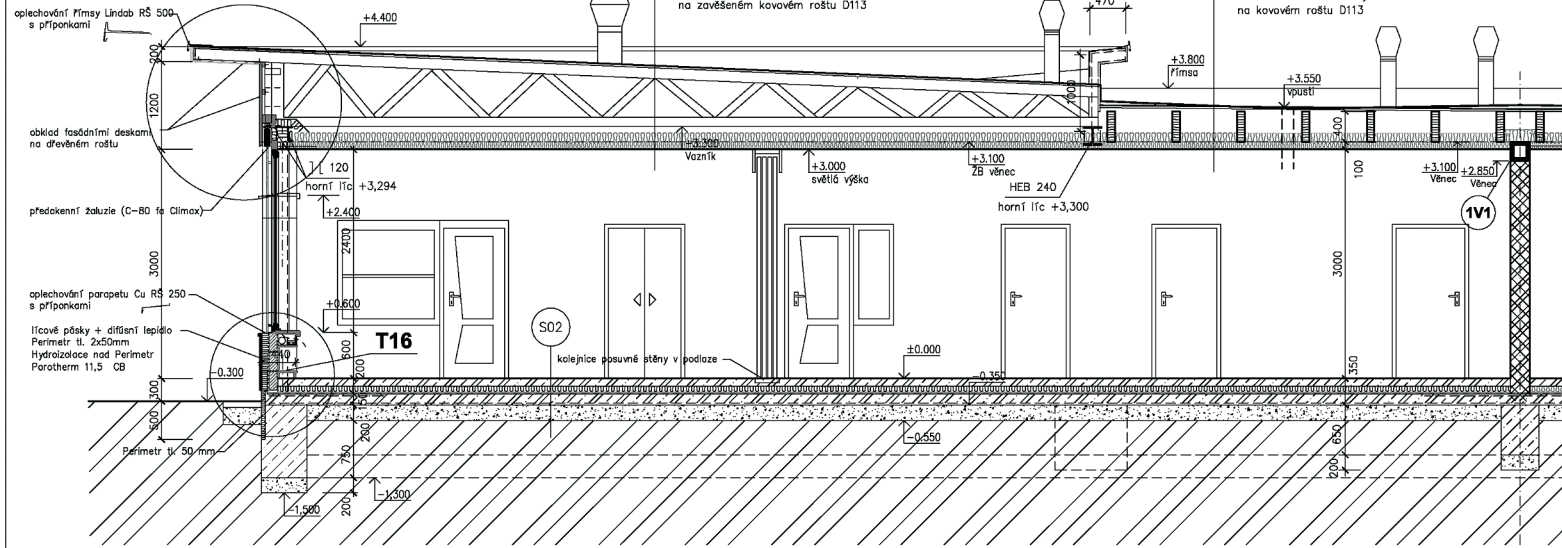 oplechování římsy Lindab RŠ 500
s příponkami
na zavěšeném kovovém roštu D113
na kovovém roštu D113
470
+4.400
+3.800
římsa
+3.550
vpusti
200
1200
1000
400
obklad fasádními deskami
na dřevěném roštu
120
horní líc +3,294
+3.300
Vazník
+3.000
světlá výška
+3.100
ŽB věnec
HEB 240
horní líc +3,300
100
+3.100
Věnec
+2.850
Věnec
1V1
předokenní žaluzie (C-80 fa Climax)
+2.400
2400
3000
3000
oplechování parapetu Cu RŠ 250
s příponkami
+0.600
lícové pásky + difúsní lepidlo
Perimetr tl. 2x50mm
Hydroizolace nad Perimetr
Porotherm 11,5 CB
T16
S02
600
kolejnice posuvné stěny v podlaze
±0.000
-0.300
-0.350
350
200
300
500
200
-0.550
650
Perimetr tl. 50 mm
750
200
-1,300
-1,500
200